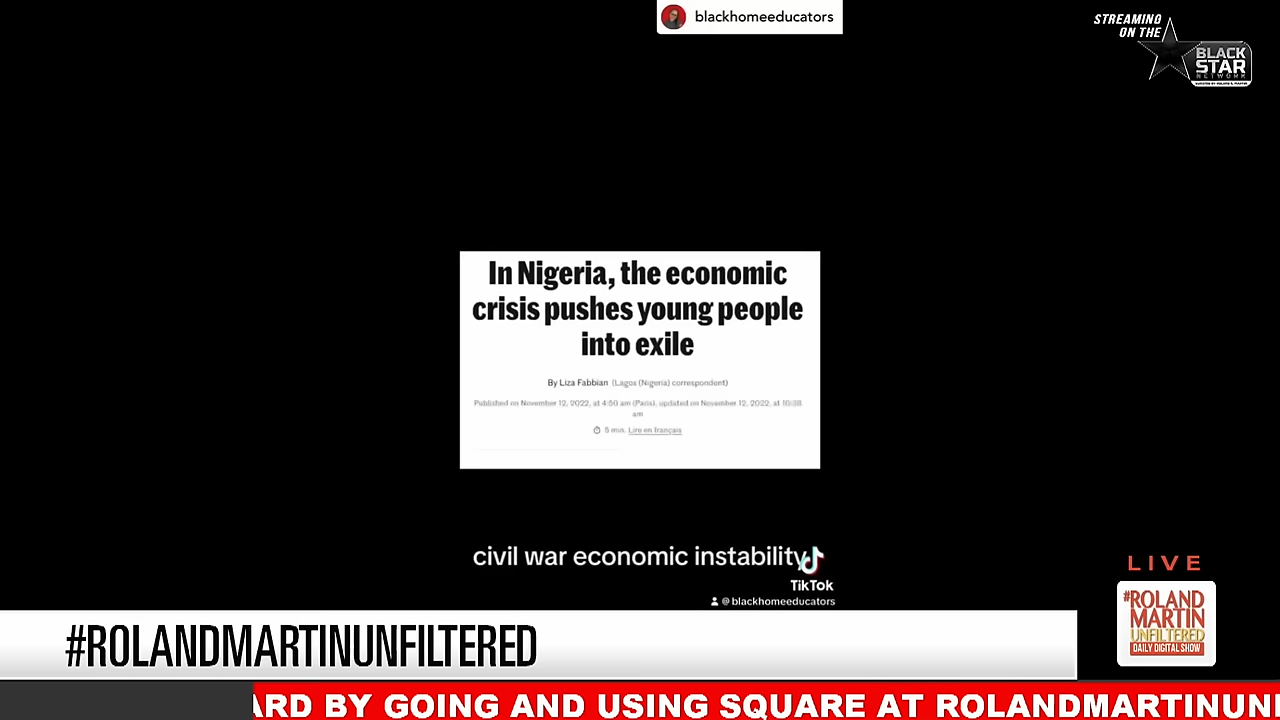 blackhomeeducators
STREAMING
ON THE
BLACK
STAR
NETWORK
In Nigeria, the economic
crisis pushes young people
into exile
By Liza Fabbian (Lagos (Nigeria) correspondent)
Published on November 12, 2022, at 4:50 am (Paris), updated on November 12, 2022, at 10:38
am
5 min. Lire en français
civil war economic instability
TikTok
@blackhomeeducators
LIVE
#ROLAND
MARTIN
UNFILTERED
DAILY DIGITAL SHOW
#ROLANDMARTINUNFILTERED
ARD BY GOING AND USING SQUARE AT ROLANDMARTINUN